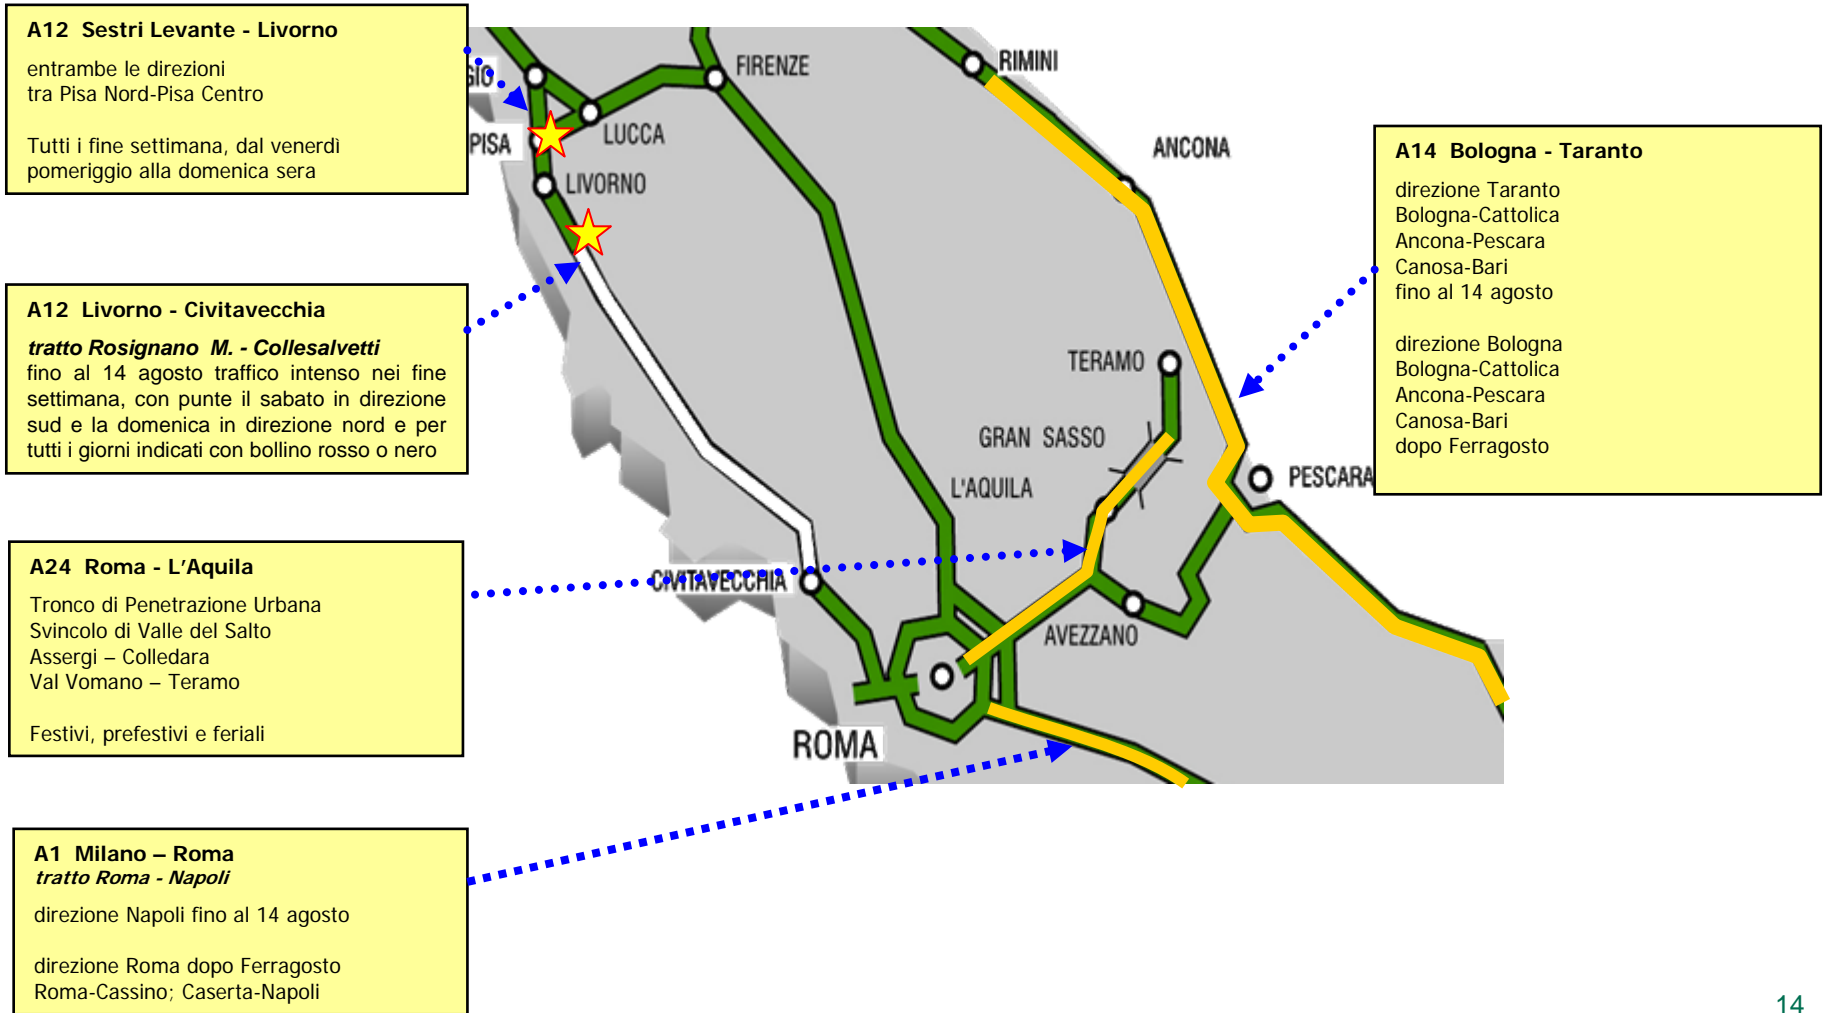 A12 Sestri Levante - Livorno
entrambe le direzioni
tra Pisa Nord-Pisa Centro
Tutti i fine settimana, dal venerdì
pomeriggio alla domenica sera
A12 Livorno - Civitavecchia
tratto Rosignano M. - Collesalvetti
fino al 14 agosto traffico intenso nei fine
settimana, con punte il sabato in direzione
sud e la domenica in direzione nord e per
tutti i giorni indicati con bollino rosso o nero
A24 Roma - L'Aquila
Tronco di Penetrazione Urbana
Svincolo di Valle del Salto
Assergi – Colledara
Val Vomano – Teramo
Festivi, prefestivi e feriali
A1 Milano – Roma
tratto Roma - Napoli
direzione Napoli fino al 14 agosto
direzione Roma dopo Ferragosto
Roma-Cassino; Caserta-Napoli
GIO
FIRENZE
RIMINI
PISA
LUCCA
LIVORNO
ANCONA
TERAMO
GRAN SASSO
L'AQUILA
PESCARA
CIVITAVECCHIA
AVEZZANO
ROMA
A14 Bologna - Taranto
direzione Taranto
Bologna-Cattolica
Ancona-Pescara
Canosa-Bari
fino al 14 agosto
direzione Bologna
Bologna-Cattolica
Ancona-Pescara
Canosa-Bari
dopo Ferragosto
14